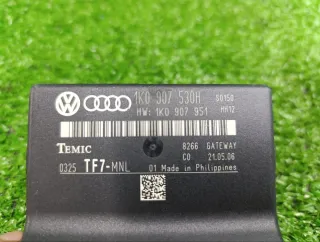 1K0 907 530H S0150
HW: 1K0 907 951 HH12
TEMIC 8266 GATEWAY
C0 21.05.06
0325 TF7-MNL 01 Made in Philippines